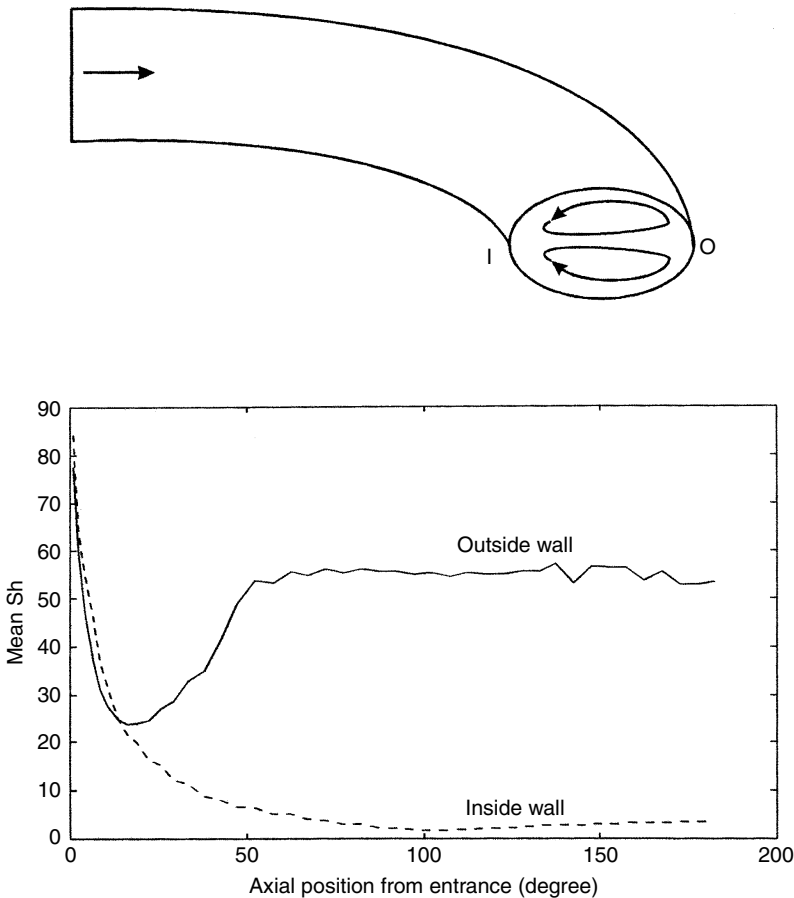 I
O
90
80
70
60
50
40
30
20
10
0
Mean Sh
Outside wall
Inside wall
0 50 100 150 200
Axial position from entrance (degree)